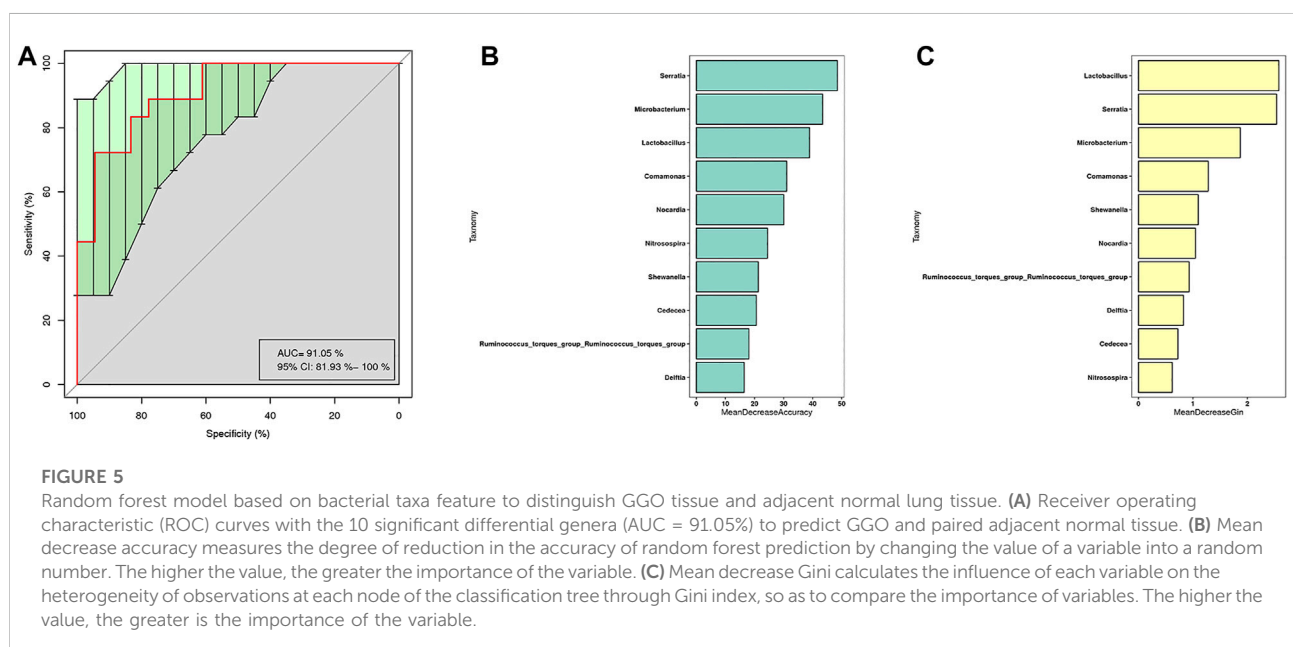 A
100
80
60
40
20
0
Sensitivity (%)
AUC= 91.05 %
95% CI: 81.93 %– 100 %
100
80
60
40
20
0
Specificity (%)
B
Taxnomy
Serratia
Microbacterium
Lactobacillus
Comamonas
Nocardia
Nitrosospira
Shewanella
Cedecea
Ruminococcus_torques_group_Ruminococcus_torques_group
Delftia
0
10
20
30
40
50
MeanDecreaseAccuracy
C
Taxnomy
Lactobacillus
Serratia
Microbacterium
Comamonas
Shewanella
Nocardia
Ruminococcus_torques_group_Ruminococcus_torques_group
Delftia
Cedecea
Nitrosospira
0
1
2
MeanDecreaseGin
FIGURE 5
Random forest model based on bacterial taxa feature to distinguish GGO tissue and adjacent normal lung tissue. (A) Receiver operating
characteristic (ROC) curves with the 10 significant differential genera (AUC = 91.05%) to predict GGO and paired adjacent normal tissue. (B) Mean
decrease accuracy measures the degree of reduction in the accuracy of random forest prediction by changing the value of a variable into a random
number. The higher the value, the greater the importance of the variable. (C) Mean decrease Gini calculates the influence of each variable on the
heterogeneity of observations at each node of the classification tree through Gini index, so as to compare the importance of variables. The higher the
value, the greater is the importance of the variable.